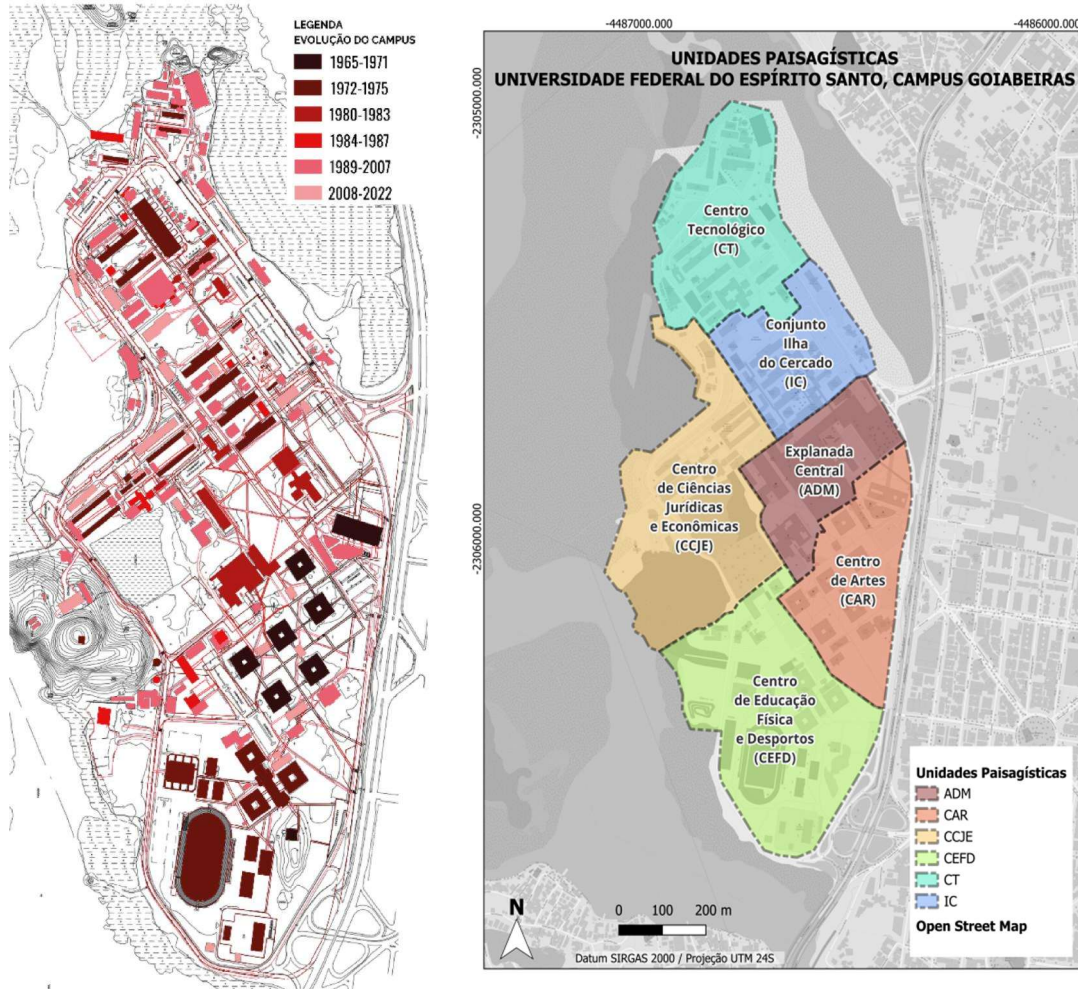 LEGENDA
EVOLUÇÃO DO CAMPUS
1965-1971
1972-1975
1980-1983
1984-1987
1989-2007
2008-2022
-4487000.000
-4486000.000
UNIDADES PAISAGÍSTICAS
UNIVERSIDADE FEDERAL DO ESPÍRITO SANTO, CAMPUS GOIABEIRAS
-2305000.000
-2306000.000
Centro
Tecnológico
(CT)
Conjunto
Ilha
do Cercado
(IC)
Explanada
Central
(ADM)
Centro
de Ciências
Jurídicas
e Econômicas
(CCJE)
Centro
de Artes
(CAR)
Centro
de Educação
Física
e Desportos
(CEFD)
Unidades Paisagísticas
ADM
CAR
CCJE
CEFD
CT
IC
Open Street Map
N
0 100 200 m
Datum SIRGAS 2000 / Projeção UTM 24S